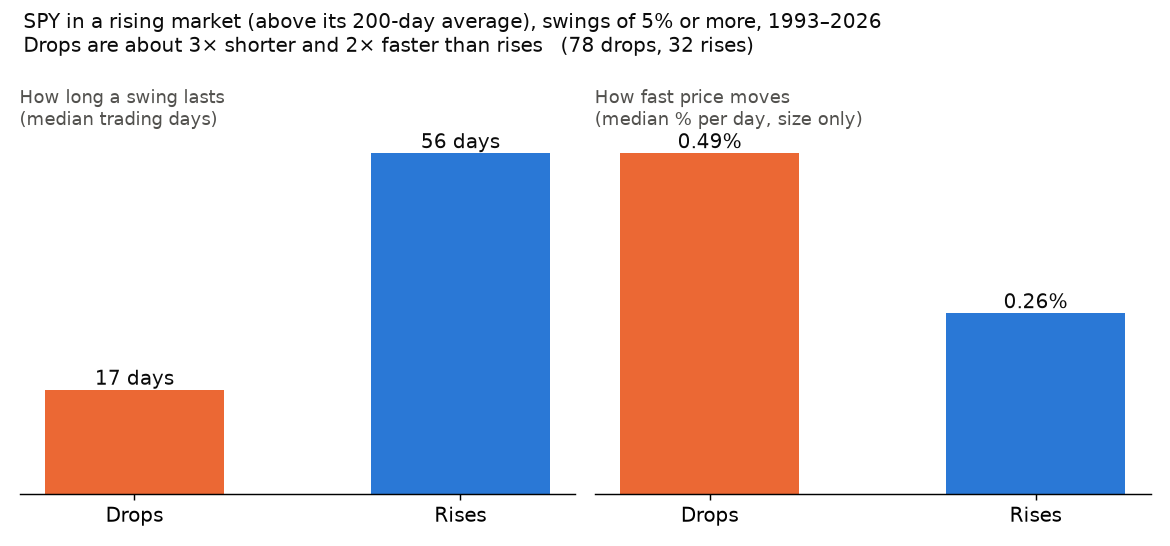 SPY in a rising market (above its 200-day average), swings of 5% or more, 1993–2026
Drops are about 3× shorter and 2× faster than rises   (78 drops, 32 rises)
How long a swing lasts
(median trading days)
17 days
56 days
Drops
Rises
How fast price moves
(median % per day, size only)
0.49%
0.26%
Drops
Rises